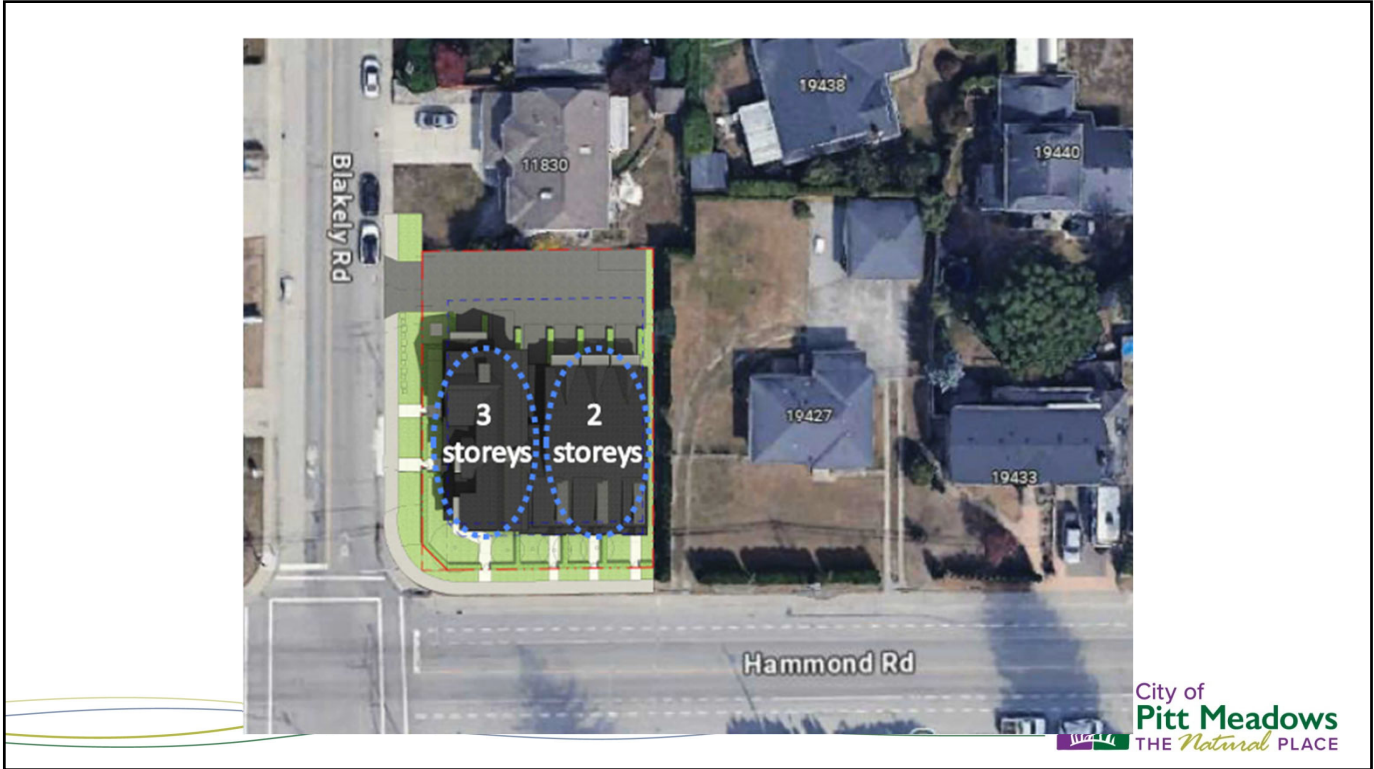 19438
19440
11830
Blakely Rd
3
storeys
2
storeys
19427
19433
Hammond Rd
City of
Pitt Meadows
THE Natural PLACE